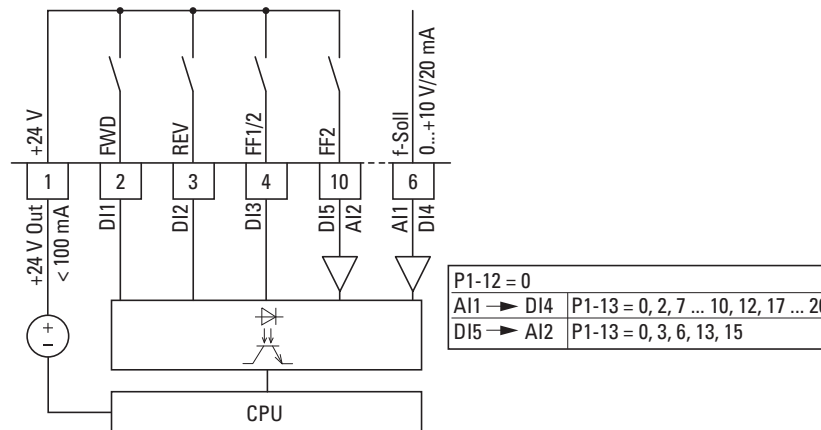 +24 V
FWD
REV
FF1/2
FF2
f-Soll
0...+10 V/20 mA
1
2
3
4
10
6
+24 V Out
< 100 mA
DI1
DI2
DI3
DI5
AI2
AI1
DI4
P1-12 = 0
AI1 → DI4 P1-13 = 0, 2, 7 ... 10, 12, 17 ...
DI5 → AI2 P1-13 = 0, 3, 6, 13, 15
+
−
CPU